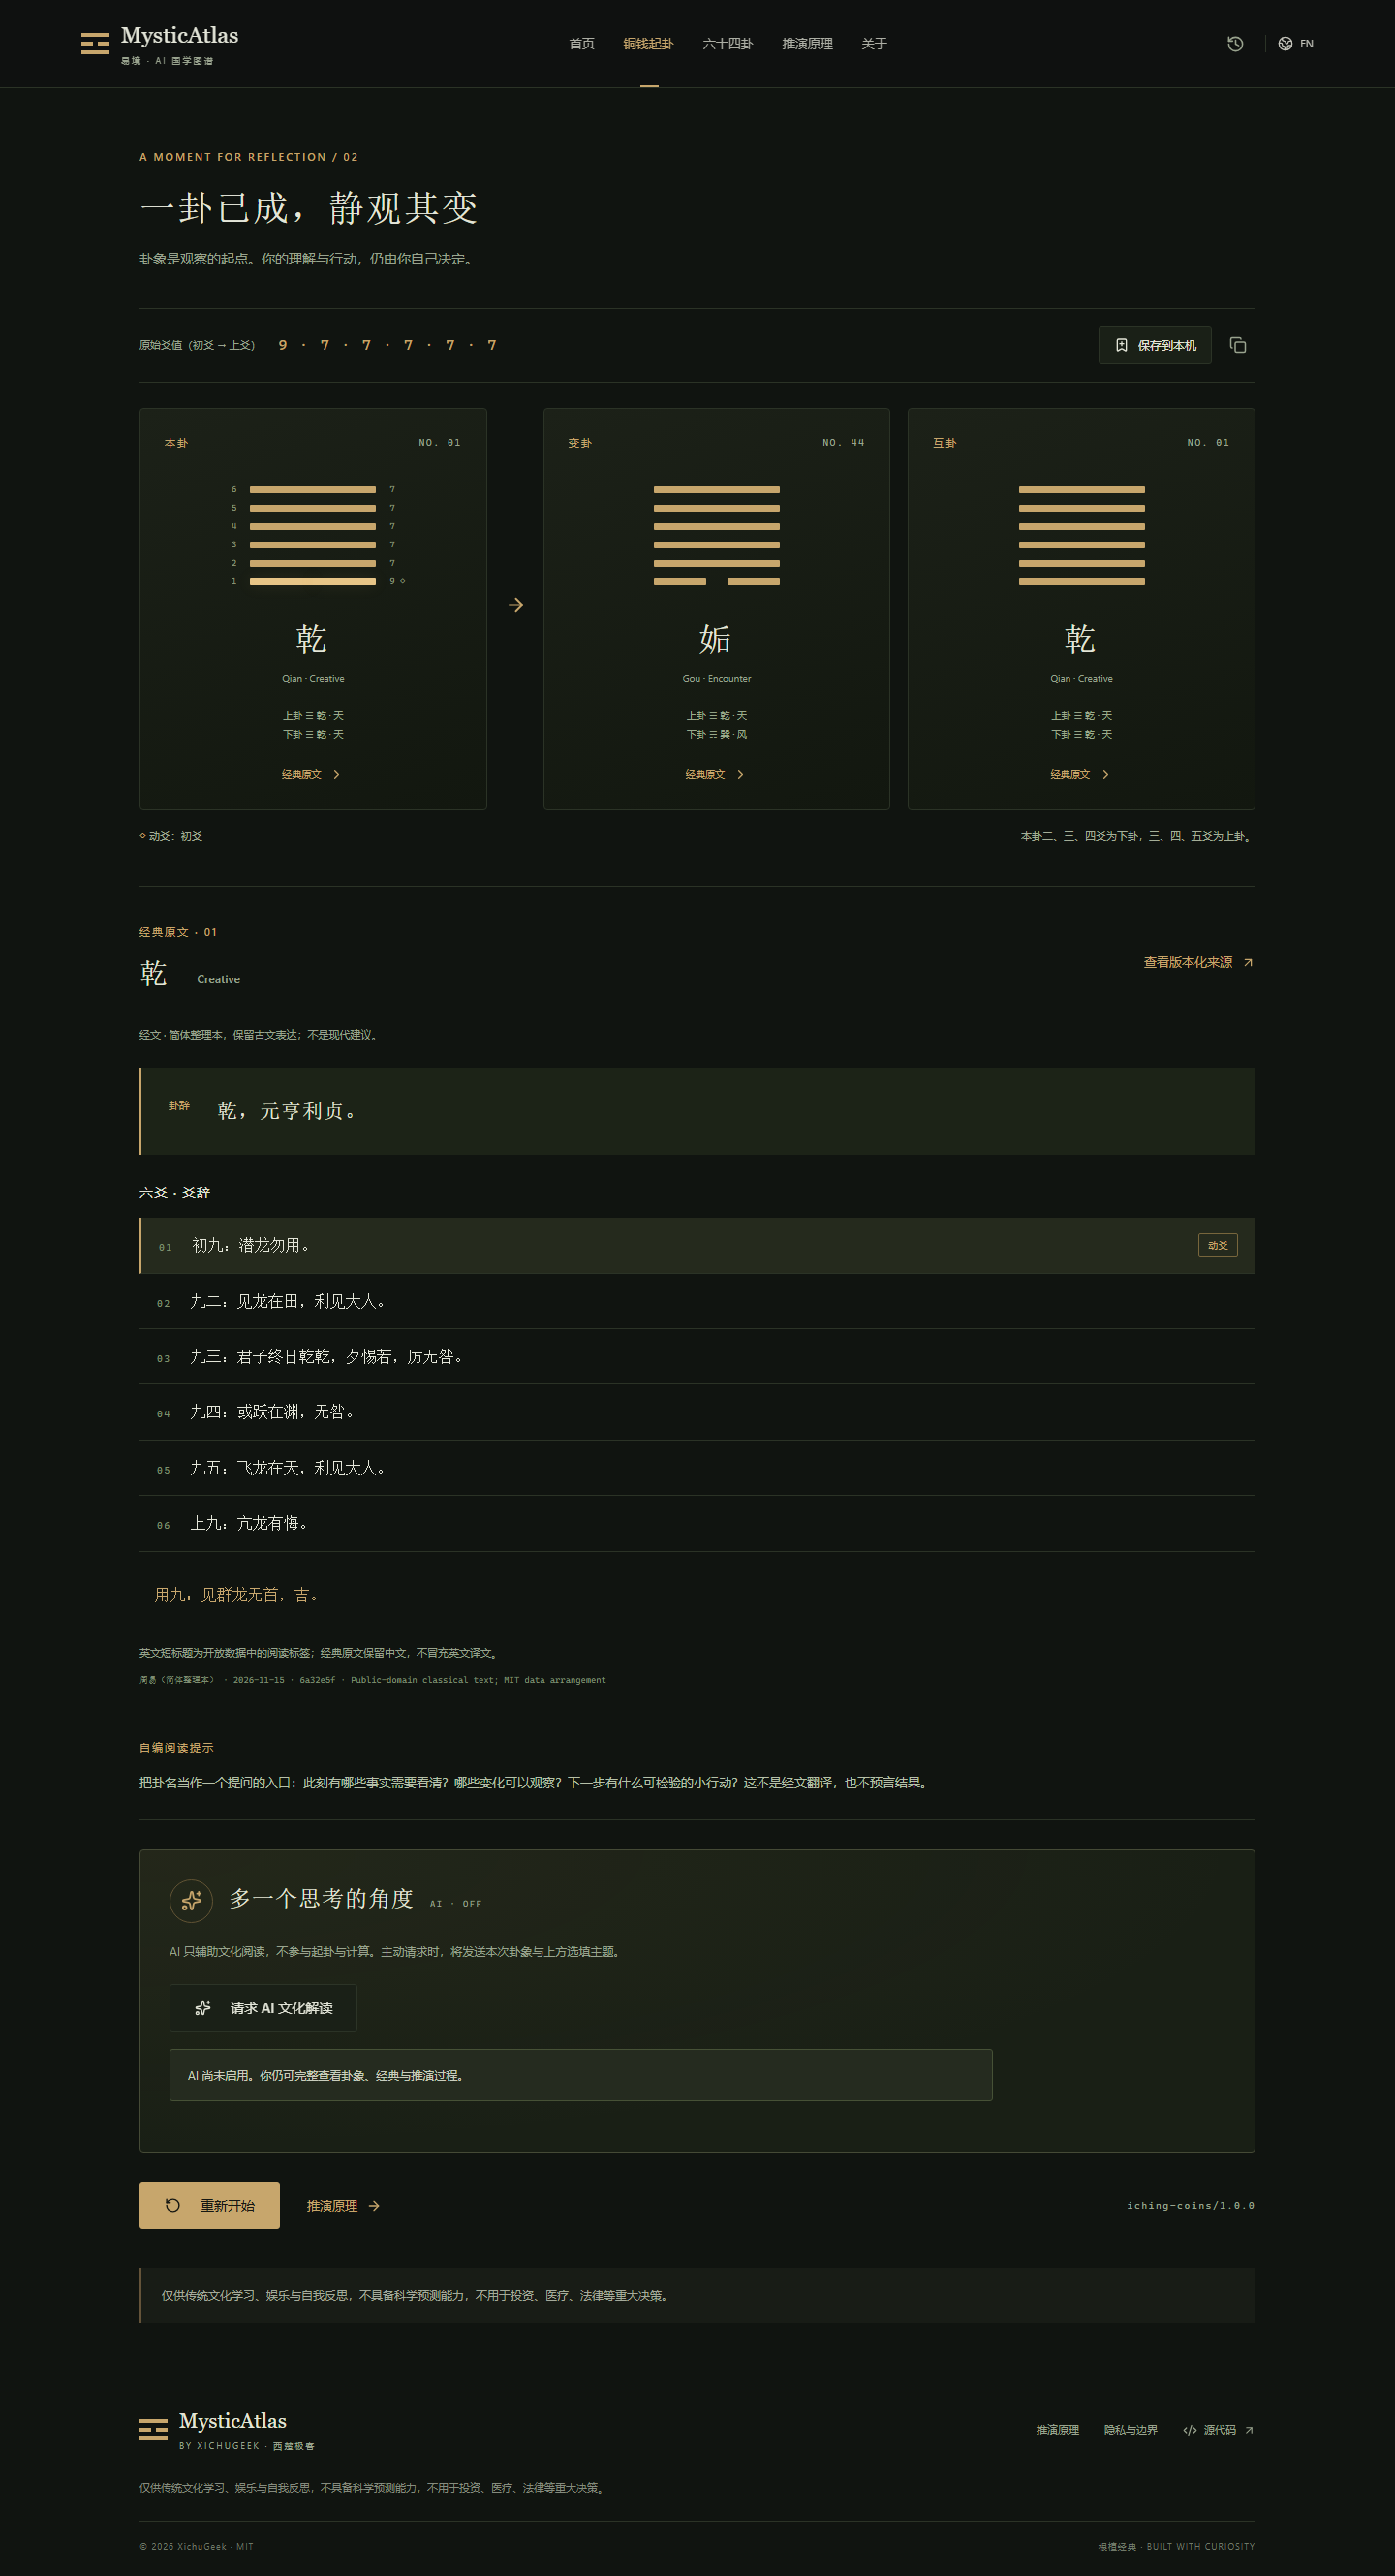 MysticAtlas
易境 · AI 国学图谱
首页 铜钱起卦 六十四卦 推演原理 关于
EN
A MOMENT FOR REFLECTION / 02
一卦已成，静观其变
卦象是观察的起点。你的理解与行动，仍由你自己决定。
原始爻值（初爻 → 上爻） 9 · 7 · 7 · 7 · 7 · 7
保存到本机
本卦 NO. 01
6 7
5 7
4 7
3 7
2 7
1 9 ○
乾
Qian · Creative
上卦 ☰ 乾 · 天
下卦 ☰ 乾 · 天
经典原文
变卦 NO. 44
姤
Gou · Encounter
上卦 ☰ 乾 · 天
下卦 ☴ 巽 · 风
经典原文
互卦 NO. 01
乾
Qian · Creative
上卦 ☰ 乾 · 天
下卦 ☰ 乾 · 天
经典原文
○ 动爻：初爻
本卦二、三、四爻为下卦，三、四、五爻为上卦。
经典原文 · 01
乾 Creative
查看版本化来源
经文 · 简体整理本，保留古文表达；不是现代建议。
卦辞 乾，元亨利贞。
六爻 · 爻辞
01 初九：潜龙勿用。 动爻
02 九二：见龙在田，利见大人。
03 九三：君子终日乾乾，夕惕若，厉无咎。
04 九四：或跃在渊，无咎。
05 九五：飞龙在天，利见大人。
06 上九：亢龙有悔。
用九：见群龙无首，吉。
英文短标题为开放数据中的阅读标签；经典原文保留中文，不冒充英文译文。
周易（简体整理本） · 2026-11-15 · 6a32e5f · Public-domain classical text; MIT data arrangement
自编阅读提示
把卦名当作一个提问的入口：此刻有哪些事实需要看清？哪些变化可以观察？下一步有什么可检验的小行动？这不是经文翻译，也不预言结果。
多一个思考的角度 AI · OFF
AI 只辅助文化阅读，不参与起卦与计算。主动请求时，将发送本次卦象与上方选填主题。
请求 AI 文化解读
AI 尚未启用。你仍可完整查看卦象、经典与推演过程。
重新开始 推演原理
iching-coins/1.0.0
仅供传统文化学习、娱乐与自我反思，不具备科学预测能力，不用于投资、医疗、法律等重大决策。
MysticAtlas
BY XICHUGEEK · 西楚极客
推演原理 隐私与边界 源代码
仅供传统文化学习、娱乐与自我反思，不具备科学预测能力，不用于投资、医疗、法律等重大决策。
© 2026 XichuGeek · MIT
根植经典 · BUILT WITH CURIOSITY